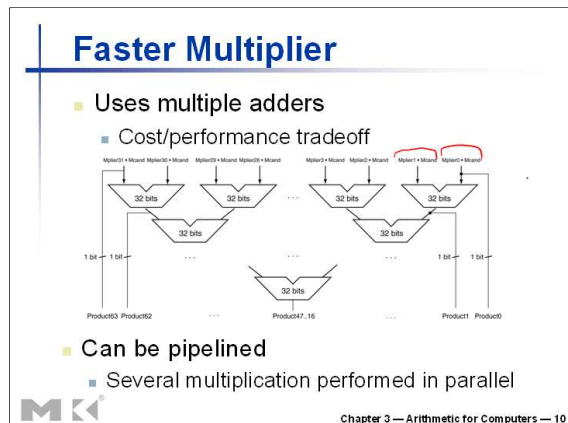 Faster Multiplier
Uses multiple adders
Cost/performance tradeoff
Mplier31 • Mcand Mplier30 • Mcand Mplier29 • Mcand Mplier28 • Mcand Mplier3 • Mcand Mplier2 • Mcand Mplier1 • Mcand Mplier0 • Mcand
32 bits 32 bits . . . 32 bits 32 bits
32 bits 32 bits
1 bit 1 bit . . . . . . . . . 1 bit 1 bit
32 bits
Product63 Product62 . . . Product47..16 . . . Product1 Product0
Can be pipelined
Several multiplication performed in parallel
MK
Chapter 3 — Arithmetic for Computers — 10